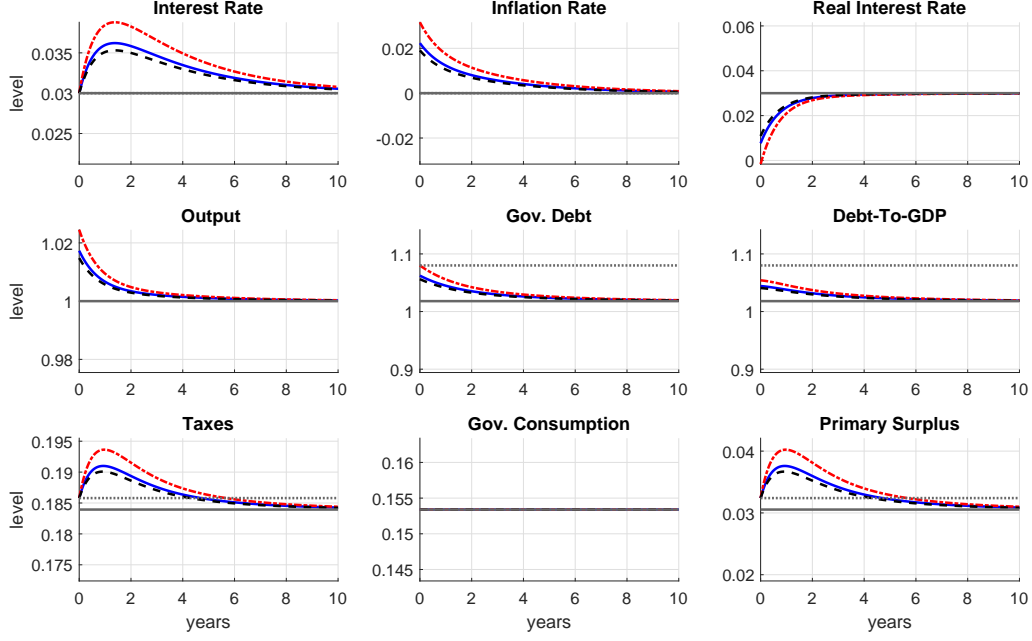 Interest Rate
level
0.035
0.03
0.025
0 2 4 6 8 10
Inflation Rate
0.02
0
-0.02
0 2 4 6 8 10
Real Interest Rate
0.06
0.04
0.02
0
0 2 4 6 8 10
Output
level
1.02
1
0.98
0 2 4 6 8 10
Gov. Debt
1.1
1
0.9
0 2 4 6 8 10
Debt-To-GDP
1.1
1
0.9
0 2 4 6 8 10
Taxes
level
0.195
0.19
0.185
0.18
0.175
0 2 4 6 8 10
years
Gov. Consumption
0.16
0.155
0.15
0.145
0 2 4 6 8 10
years
Primary Surplus
0.04
0.03
0.02
0 2 4 6 8 10
years